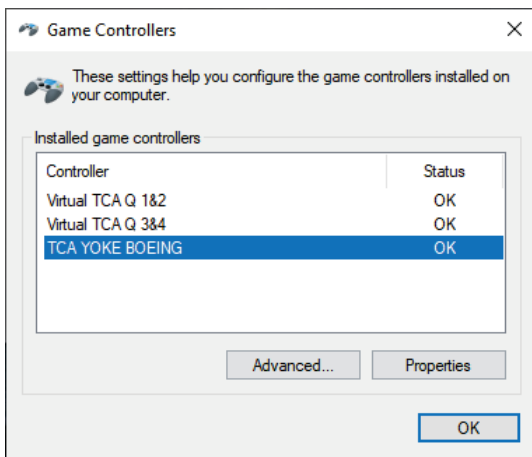 Game Controllers
These settings help you configure the game controllers installed on
your computer.
Installed game controllers
Controller Status
Virtual TCA Q 1&2 OK
Virtual TCA Q 3&4 OK
TCA YOKE BOEING OK
Advanced... Properties
OK